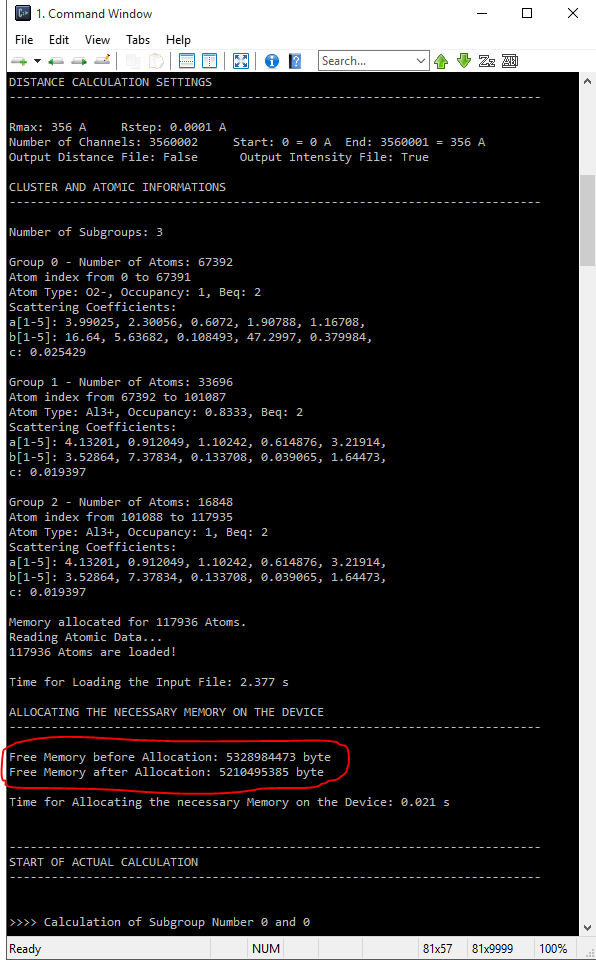 1. Command Window
File Edit View Tabs Help
Search...
DISTANCE CALCULATION SETTINGS
----------------------------------------------------------------------------
Rmax: 356 A Rstep: 0.0001 A
Number of Channels: 3560002 Start: 0 = 0 A End: 3560001 = 356 A
Output Distance File: False Output Intensity File: True
CLUSTER AND ATOMIC INFORMATIONS
----------------------------------------------------------------------------
Number of Subgroups: 3
Group 0 - Number of Atoms: 67392
Atom index from 0 to 67391
Atom Type: O2-, Occupancy: 1, Beq: 2
Scattering Coefficients:
a[1-5]: 3.99025, 2.30056, 0.6072, 1.90788, 1.16708,
b[1-5]: 16.64, 5.63682, 0.108493, 47.2997, 0.379984,
c: 0.025429
Group 1 - Number of Atoms: 33696
Atom index from 67392 to 101087
Atom Type: Al3+, Occupancy: 0.8333, Beq: 2
Scattering Coefficients:
a[1-5]: 4.13201, 0.912049, 1.10242, 0.614876, 3.21914,
b[1-5]: 3.52864, 7.37834, 0.133708, 0.039065, 1.64473,
c: 0.019397
Group 2 - Number of Atoms: 16848
Atom index from 101088 to 117935
Atom Type: Al3+, Occupancy: 1, Beq: 2
Scattering Coefficients:
a[1-5]: 4.13201, 0.912049, 1.10242, 0.614876, 3.21914,
b[1-5]: 3.52864, 7.37834, 0.133708, 0.039065, 1.64473,
c: 0.019397
Memory allocated for 117936 Atoms.
Reading Atomic Data...
117936 Atoms are loaded!
Time for Loading the Input File: 2.377 s
ALLOCATING THE NECESSARY MEMORY ON THE DEVICE
----------------------------------------------------------------------------
Free Memory before Allocation: 5328984473 byte
Free Memory after Allocation: 5210495385 byte
Time for Allocating the necessary Memory on the Device: 0.021 s
----------------------------------------------------------------------------
START OF ACTUAL CALCULATION
----------------------------------------------------------------------------
>>>> Calculation of Subgroup Number 0 and 0
Ready NUM 81x57 81x9999 100%